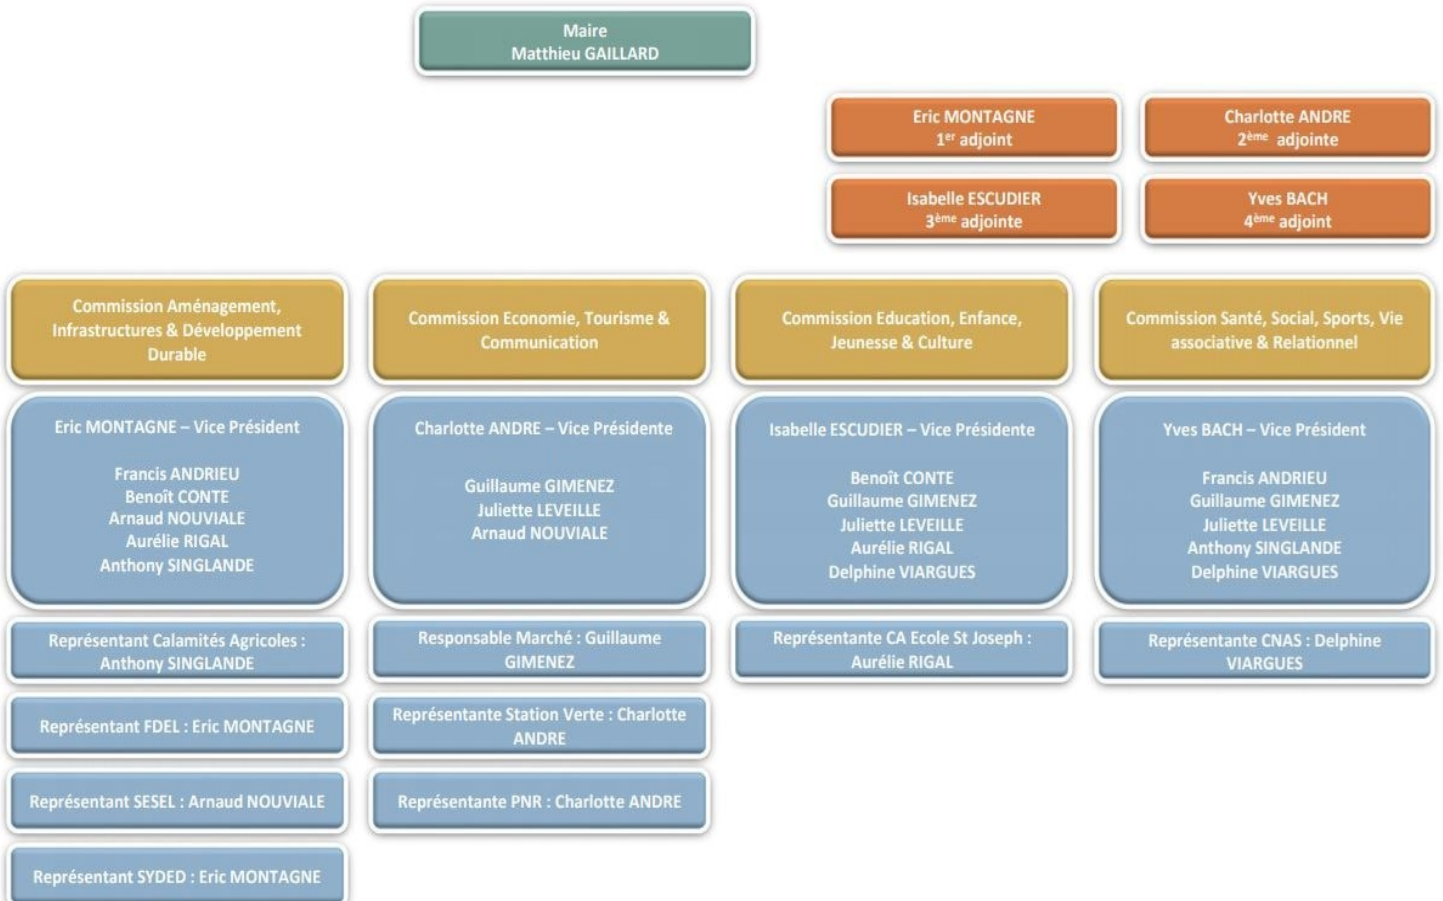 Maire
Matthieu GAILLARD
Eric MONTAGNE
1er adjoint
Charlotte ANDRE
2ème adjointe
Isabelle ESCUDIER
3ème adjointe
Yves BACH
4ème adjoint
Commission Aménagement,
Infrastructures & Développement
Durable
Eric MONTAGNE – Vice Président
Francis ANDRIEU
Benoît CONTE
Arnaud NOUVIALE
Aurélie RIGAL
Anthony SINGLANDE
Représentant Calamités Agricoles :
Anthony SINGLANDE
Représentant FDEL : Eric MONTAGNE
Représentant SESEL : Arnaud NOUVIALE
Représentant SYDED : Eric MONTAGNE
Commission Economie, Tourisme &
Communication
Charlotte ANDRE – Vice Présidente
Guillaume GIMENEZ
Juliette LEVEILLE
Arnaud NOUVIALE
Responsable Marché : Guillaume
GIMENEZ
Représentante Station Verte : Charlotte
ANDRE
Représentante PNR : Charlotte ANDRE
Commission Education, Enfance,
Jeunesse & Culture
Isabelle ESCUDIER – Vice Présidente
Benoît CONTE
Guillaume GIMENEZ
Juliette LEVEILLE
Aurélie RIGAL
Delphine VIARGUES
Représentante CA Ecole St Joseph :
Aurélie RIGAL
Commission Santé, Social, Sports, Vie
associative & Relationnel
Yves BACH – Vice Président
Francis ANDRIEU
Guillaume GIMENEZ
Juliette LEVEILLE
Anthony SINGLANDE
Delphine VIARGUES
Représentante CNAS : Delphine
VIARGUES